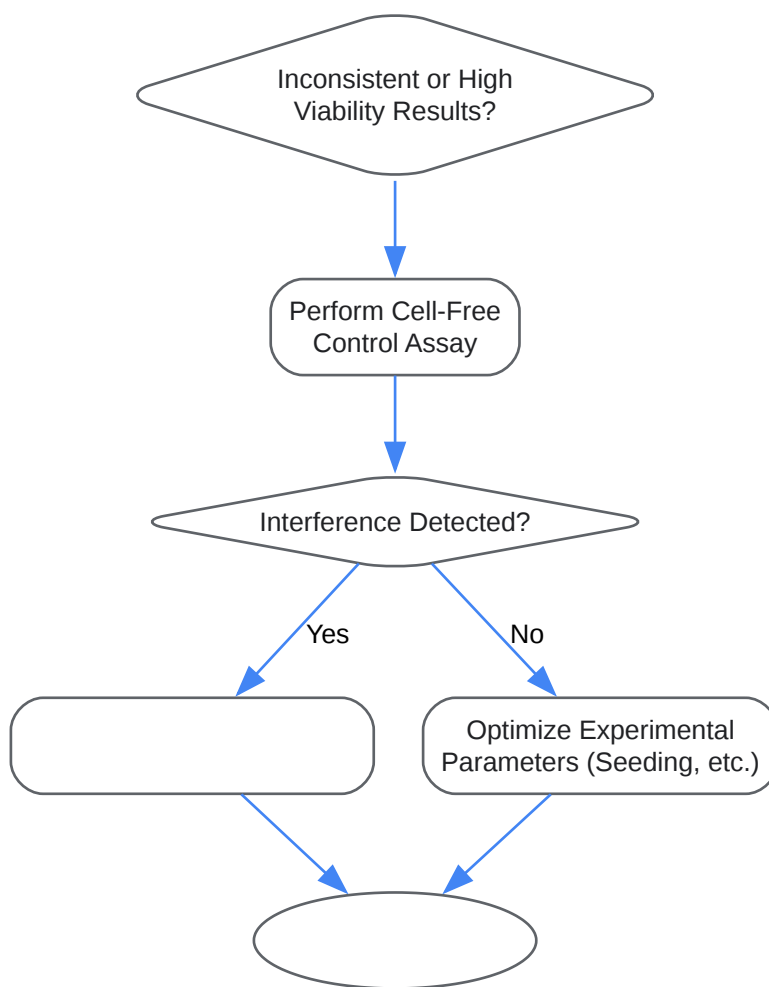 Inconsistent or High
Viability Results?
Perform Cell-Free
Control Assay
Interference Detected?
Yes
No
Optimize Experimental
Parameters (Seeding, etc.)